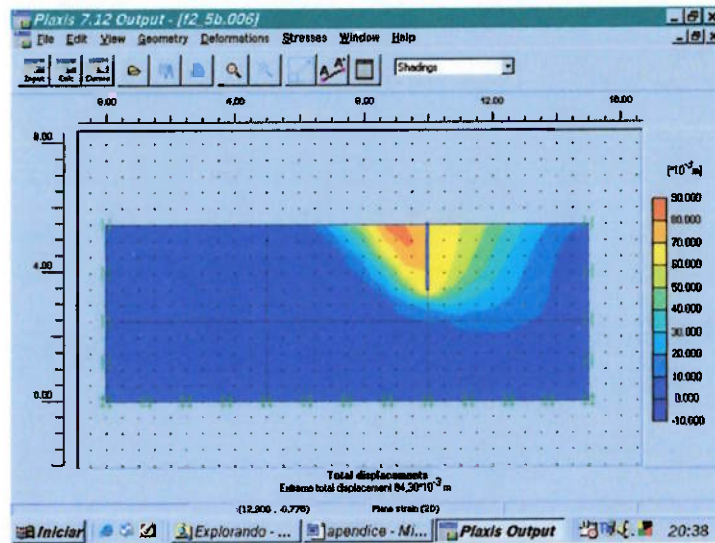 Plaxis 7.12 Output - [f2_5b.006]
File Edit View Geometry Deformations Stresses Window Help
Input Calc Curves Shadings
0.00 4.00 8.00 12.00 16.00
8.00
4.00
0.00
[*10⁻³ m]
90.000
80.000
70.000
60.000
50.000
40.000
30.000
20.000
10.000
0.000
-10.000
Total displacements
Extreme total displacement 84,30*10⁻³ m
(12,900 , -0,775) Plane strain (2D)
Iniciar Explorando - ... apendice - Mi... Plaxis Output 20:38